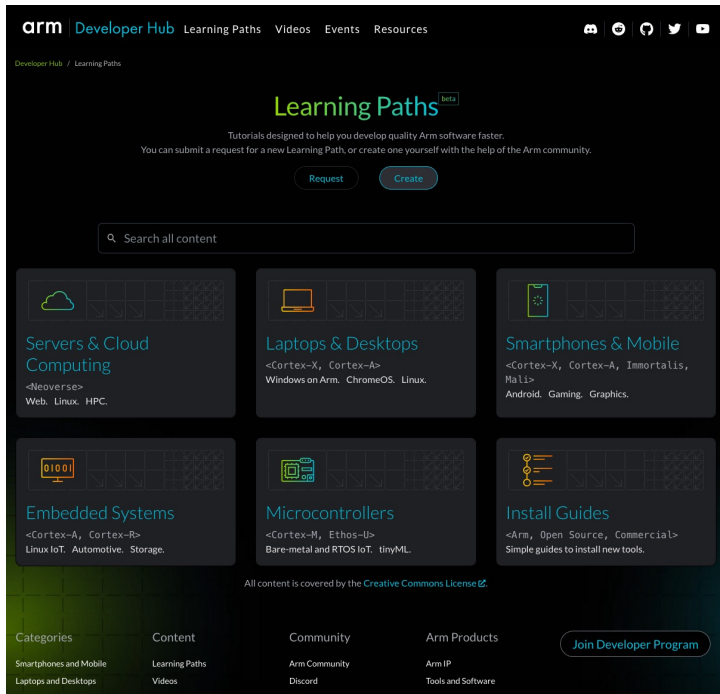 arm Developer Hub Learning Paths Videos Events Resources
Developer Hub / Learning Paths
Learning Paths beta
Tutorials designed to help you develop quality Arm software faster.
You can submit a request for a new Learning Path, or create one yourself with the help of the Arm community.
Request Create
Search all content
Servers & Cloud
Computing
<Neoverse>
Web. Linux. HPC.
Laptops & Desktops
<Cortex-X, Cortex-A>
Windows on Arm. ChromeOS. Linux.
Smartphones & Mobile
<Cortex-X, Cortex-A, Immortalis,
Mali>
Android. Gaming. Graphics.
01001
Embedded Systems
<Cortex-A, Cortex-R>
Linux IoT. Automotive. Storage.
Microcontrollers
<Cortex-M, Ethos-U>
Bare-metal and RTOS IoT. tinyML.
Install Guides
<Arm, Open Source, Commercial>
Simple guides to install new tools.
All content is covered by the Creative Commons License.
Categories
Smartphones and Mobile
Laptops and Desktops
Content
Learning Paths
Videos
Community
Arm Community
Discord
Arm Products
Arm IP
Tools and Software
Join Developer Program